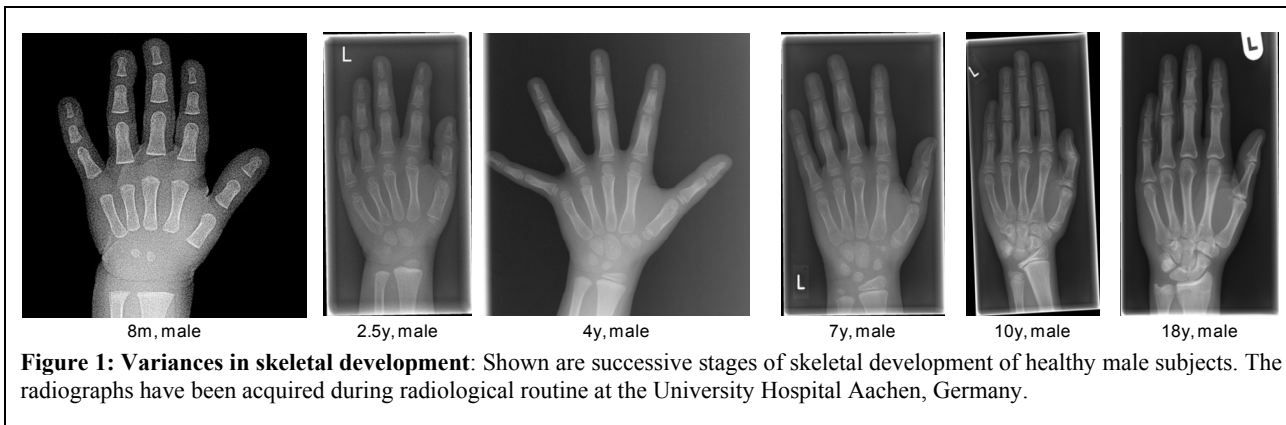 L
L
L
L
8m, male
2.5y, male
4y, male
7y, male
10y, male
18y, male
Figure 1: Variances in skeletal development: Shown are successive stages of skeletal development of healthy male subjects. The
radiographs have been acquired during radiological routine at the University Hospital Aachen, Germany.